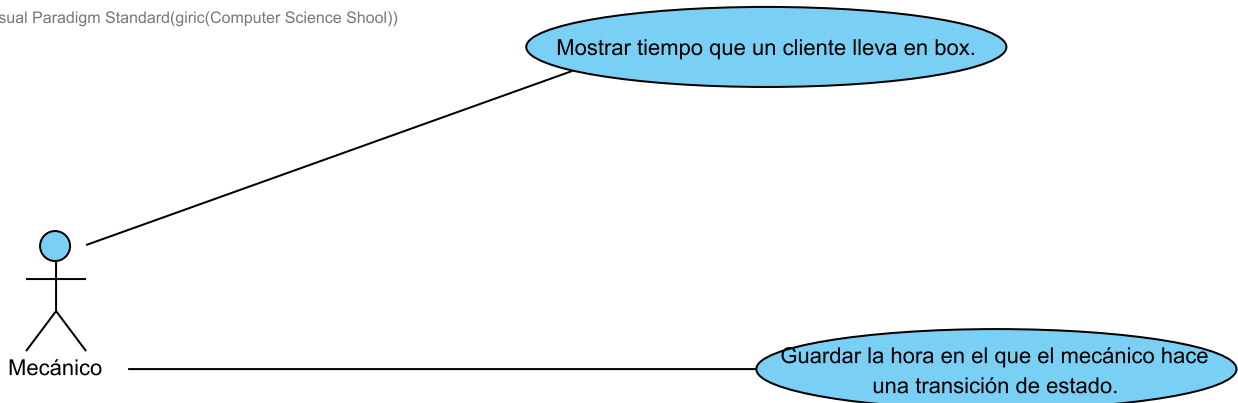 sual Paradigm Standard(giric(Computer Science Shool))
Mostrar tiempo que un cliente lleva en box.
Mecánico
Guardar la hora en el que el mecánico hace
una transición de estado.